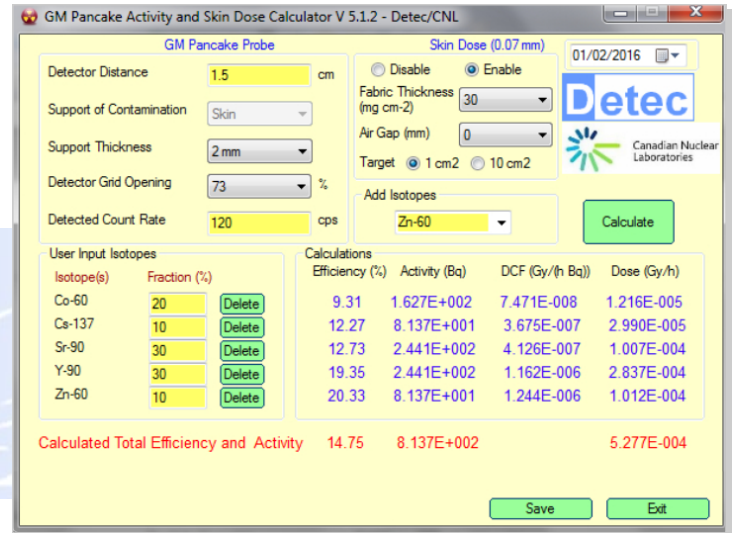 GM Pancake Activity and Skin Dose Calculator V 5.1.2 - Detec/CNL
GM Pancake Probe
Detector Distance 1.5 cm
Support of Contamination Skin
Support Thickness 2 mm
Detector Grid Opening 73 %
Detected Count Rate 120 cps
Skin Dose (0.07 mm)
Disable Enable
Fabric Thickness
(mg cm-2) 30
Air Gap (mm) 0
Target 1 cm2 10 cm2
Add Isotopes
Zn-60
01/02/2016
Detec
Canadian Nuclear
Laboratories
Calculate
User Input Isotopes
Isotope(s) Fraction (%)
Calculations
Efficiency (%) Activity (Bq) DCF (Gy/(h Bq)) Dose (Gy/h)
Co-60 20 Delete 9.31 1.627E+002 7.471E-008 1.216E-005
Cs-137 10 Delete 12.27 8.137E+001 3.675E-007 2.990E-005
Sr-90 30 Delete 12.73 2.441E+002 4.126E-007 1.007E-004
Y-90 30 Delete 19.35 2.441E+002 1.162E-006 2.837E-004
Zn-60 10 Delete 20.33 8.137E+001 1.244E-006 1.012E-004
Calculated Total Efficiency and Activity 14.75 8.137E+002 5.277E-004
Save Exit